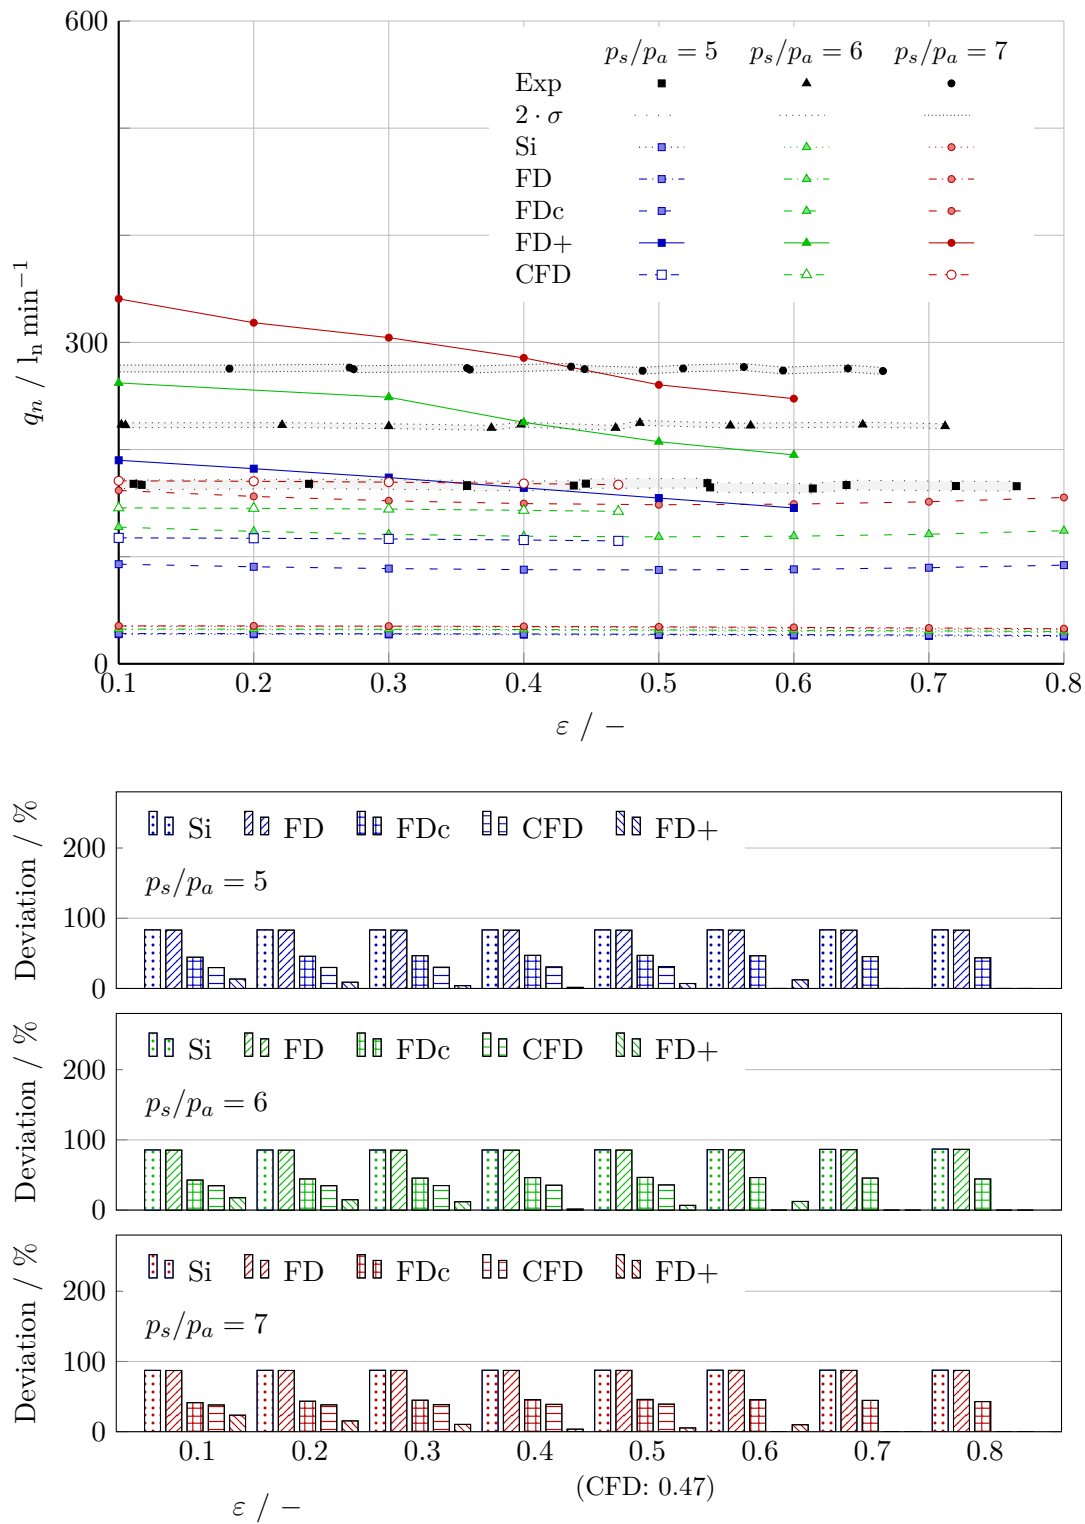 600
300
0
q_n / l_n min⁻¹
p_s/p_a = 5 p_s/p_a = 6 p_s/p_a = 7
Exp
2 · σ
Si
FD
FDc
FD+
CFD
0.1 0.2 0.3 0.4 0.5 0.6 0.7 0.8
ε / −
Deviation / %
200
100
0
Si FD FDc CFD FD+
p_s/p_a = 5
Deviation / %
200
100
0
Si FD FDc CFD FD+
p_s/p_a = 6
Deviation / %
200
100
0
Si FD FDc CFD FD+
p_s/p_a = 7
0.1 0.2 0.3 0.4 0.5 0.6 0.7 0.8
(CFD: 0.47)
ε / −